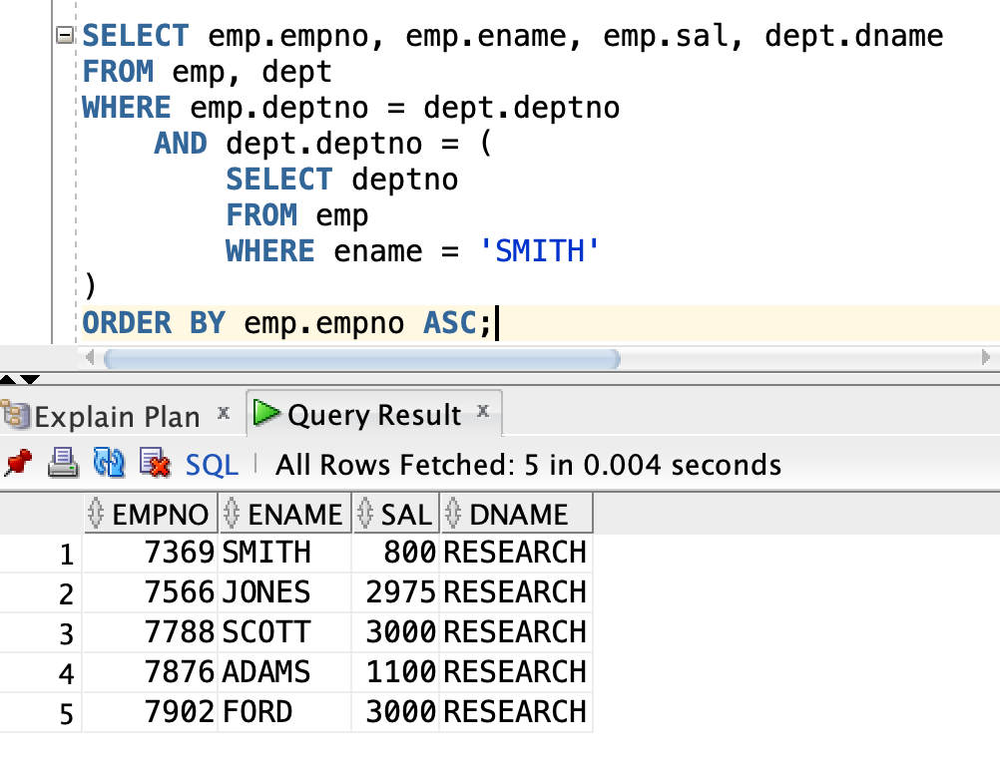 SELECT emp.empno, emp.ename, emp.sal, dept.dname
FROM emp, dept
WHERE emp.deptno = dept.deptno
    AND dept.deptno = (
        SELECT deptno
        FROM emp
        WHERE ename = 'SMITH'
)
ORDER BY emp.empno ASC;
Explain Plan x Query Result x
SQL | All Rows Fetched: 5 in 0.004 seconds
EMPNO ENAME SAL DNAME
1 7369 SMITH 800 RESEARCH
2 7566 JONES 2975 RESEARCH
3 7788 SCOTT 3000 RESEARCH
4 7876 ADAMS 1100 RESEARCH
5 7902 FORD 3000 RESEARCH